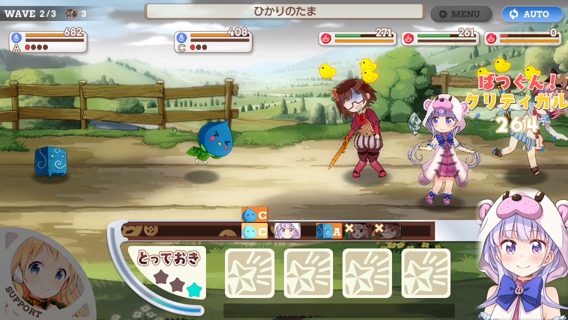 WAVE 2/3
3
ひかりのたま
MENU
AUTO
682
A
408
C
271
261
0
ばつぐん!
クリティカル
264
C
C
A
とっておき
SUPPORT